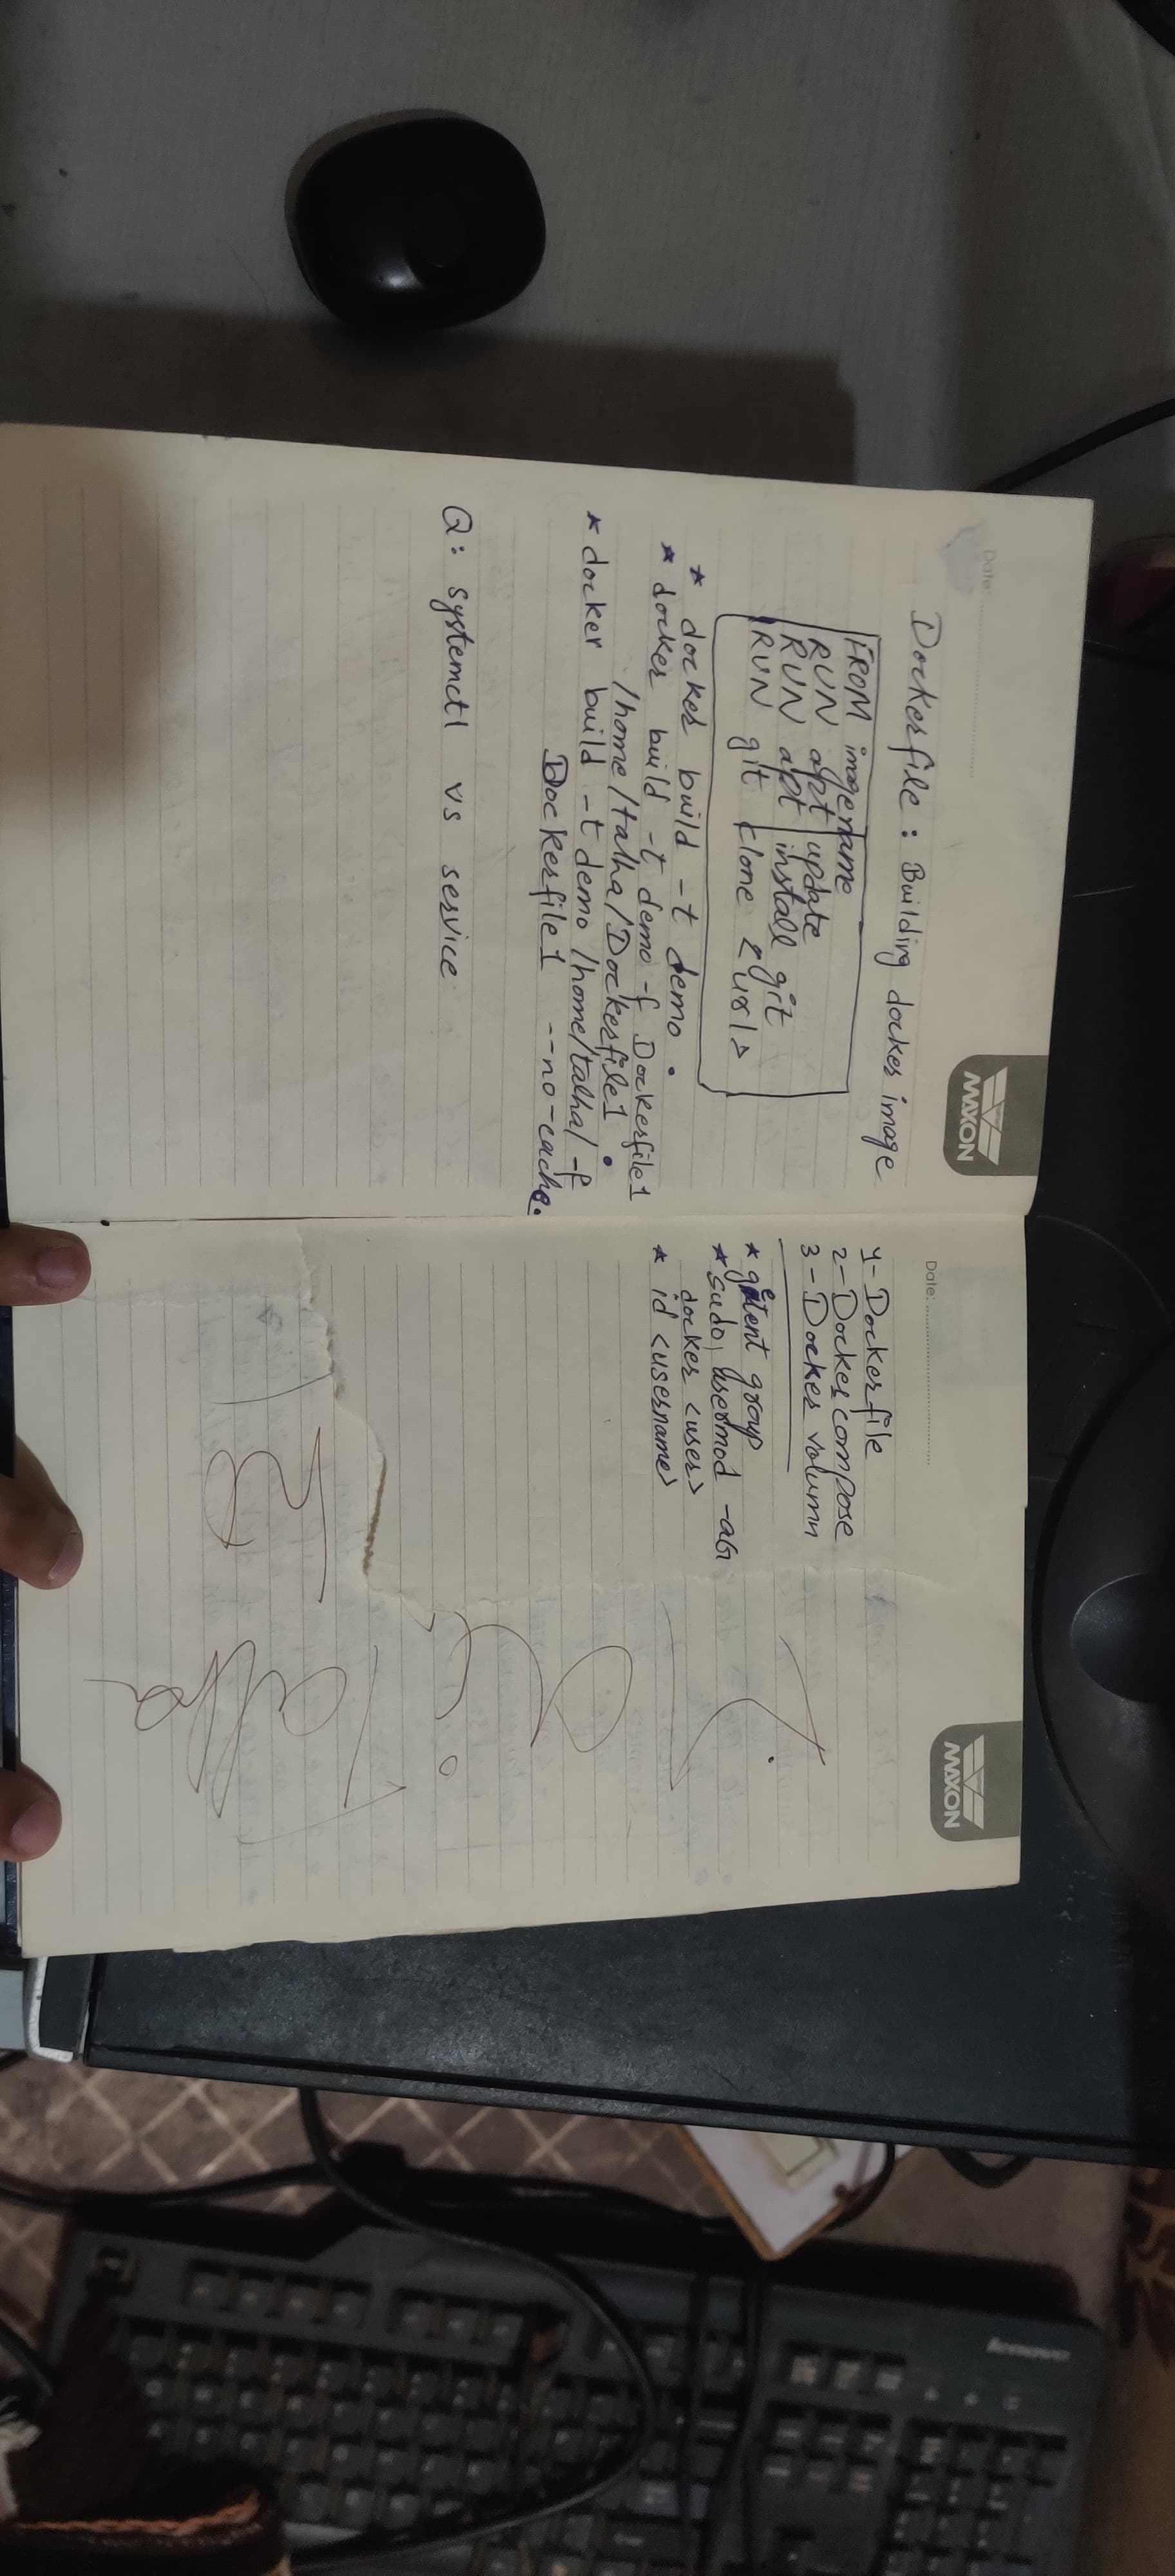 Date:
MAXON
Dockerfile : Building docker image
FROM imagename
RUN apt update
RUN apt install git
RUN git clone <url>
* docker build -t demo .
* docker build -t demo -f Dockerfile1
/home/talha/Dockerfile1 .
* docker build -t demo /home/talha/ -f
Dockerfile1 --no-cache.
Q: systemctl vs service
Date:
MAXON
1- Dockerfile
2- Docker compose
3- Docker volumn
* getent group
* sudo usermod -aG
docker <user>
* id <username>
lenovo